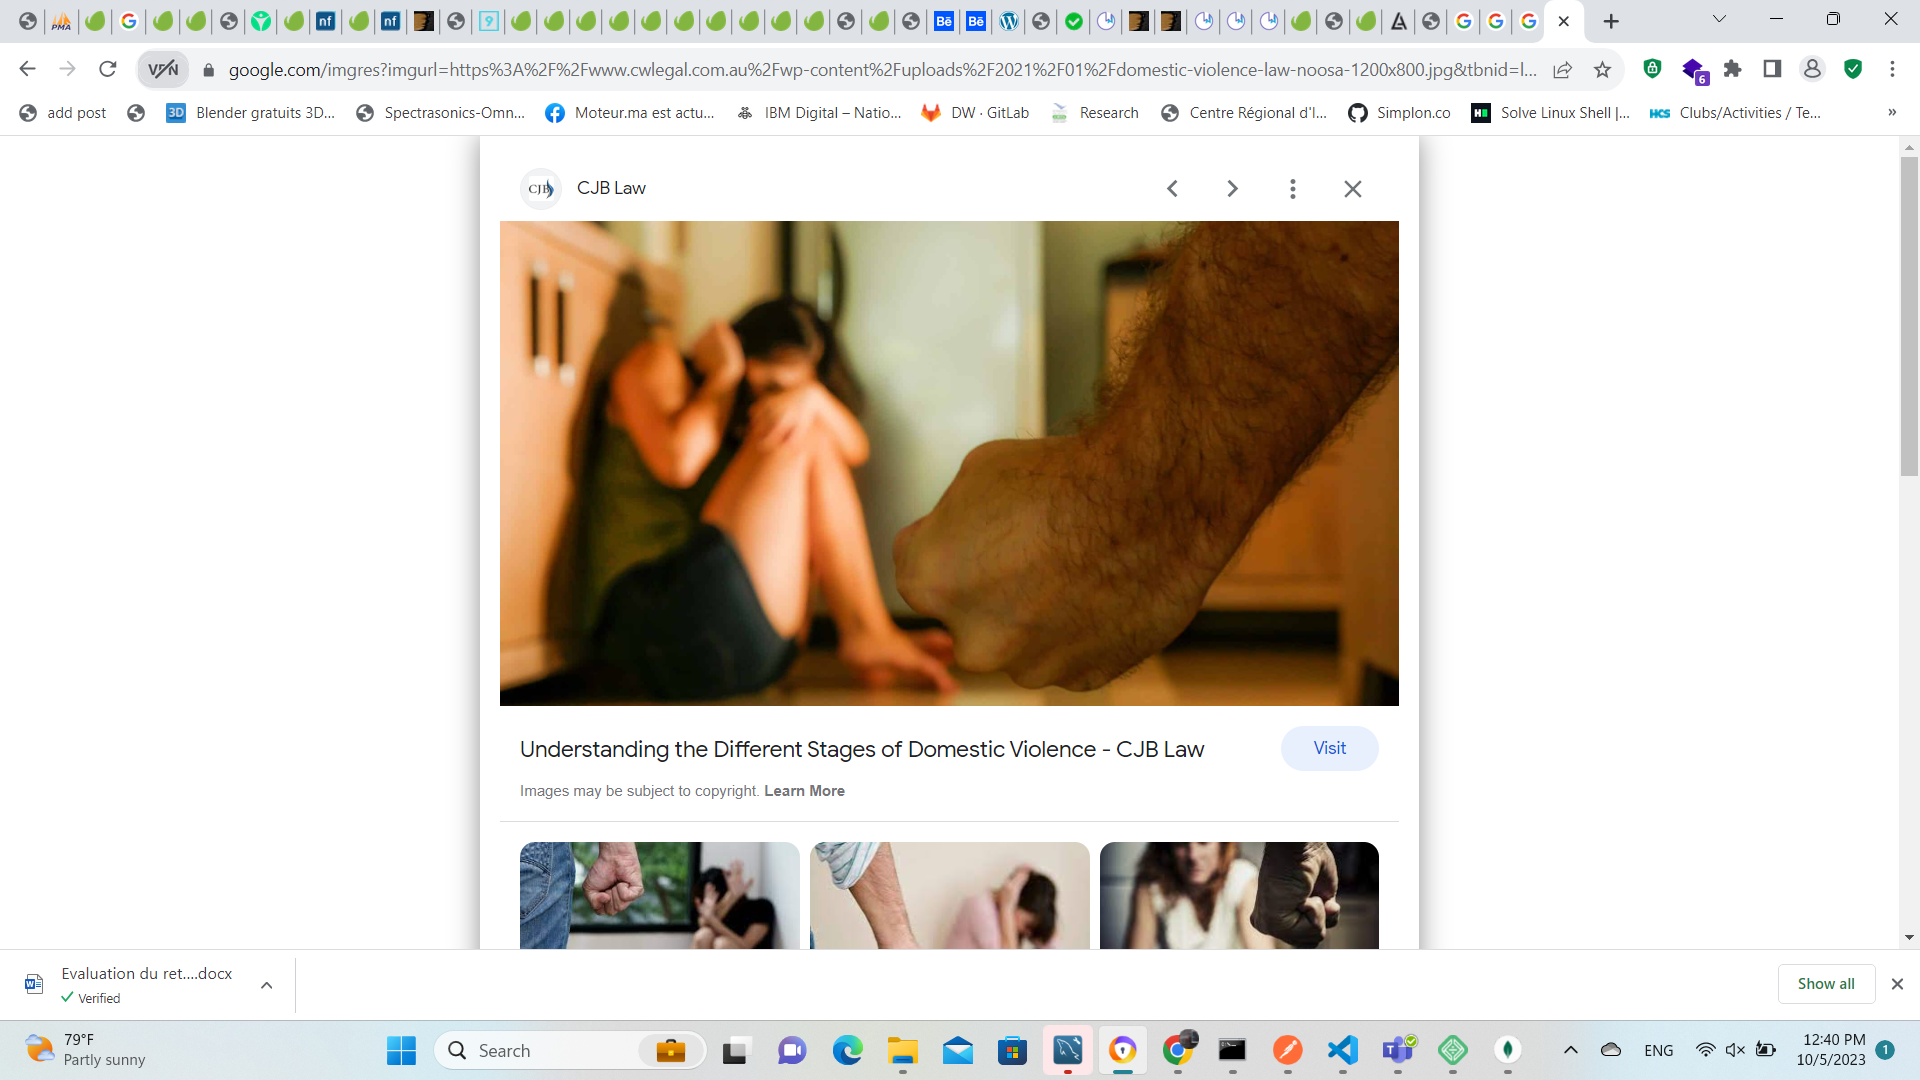 google.com/imgres?imgurl=https%3A%2F%2Fwww.cwlegal.com.au%2Fwp-content%2Fuploads%2F2021%2F01%2Fdomestic-violence-law-noosa-1200x800.jpg&tbnid=l...
add post
3D Blender gratuits 3D...
Spectrasonics-Omn...
Moteur.ma est actu...
IBM Digital – Natio...
DW · GitLab
Research
Centre Régional d'I...
Simplon.co
Solve Linux Shell |...
HCS Clubs/Activities / Te...
»
CJB CJB Law
Understanding the Different Stages of Domestic Violence - CJB Law
Visit
Images may be subject to copyright. Learn More
Evaluation du ret....docx
Verified
Show all
79°F
Partly sunny
Search
ENG
12:40 PM
10/5/2023
1